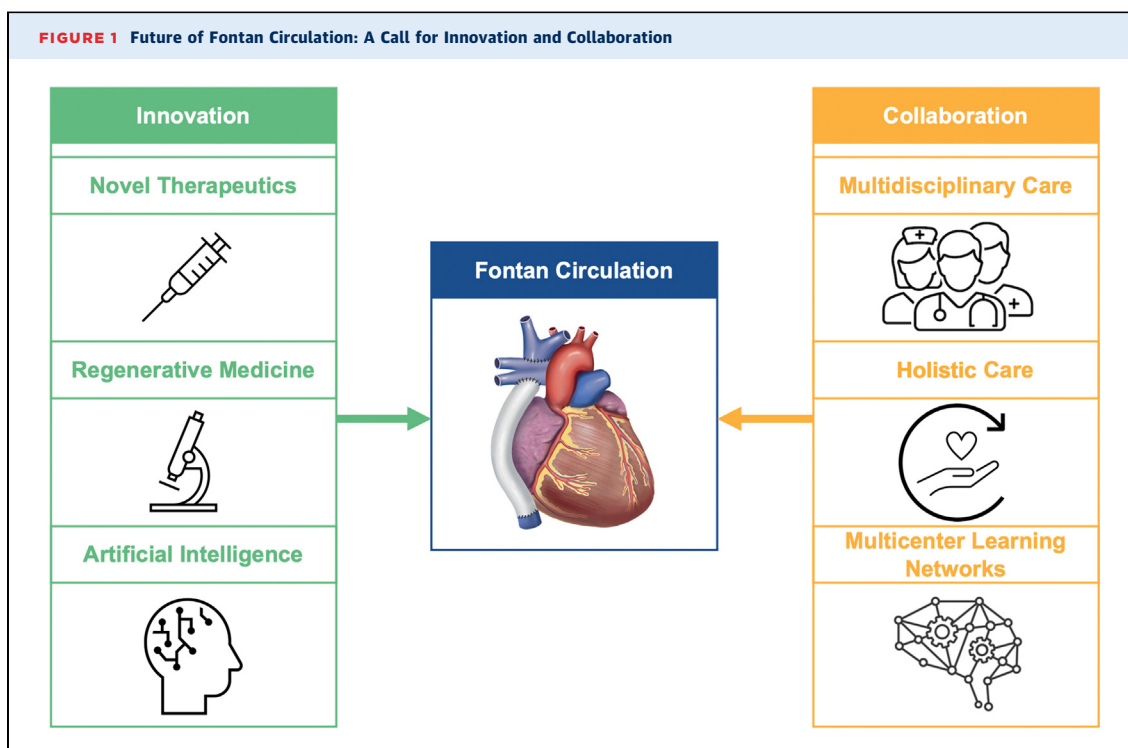 FIGURE 1 Future of Fontan Circulation: A Call for Innovation and Collaboration
Innovation
Novel Therapeutics
Regenerative Medicine
Artificial Intelligence
Fontan Circulation
Collaboration
Multidisciplinary Care
Holistic Care
Multicenter Learning
Networks